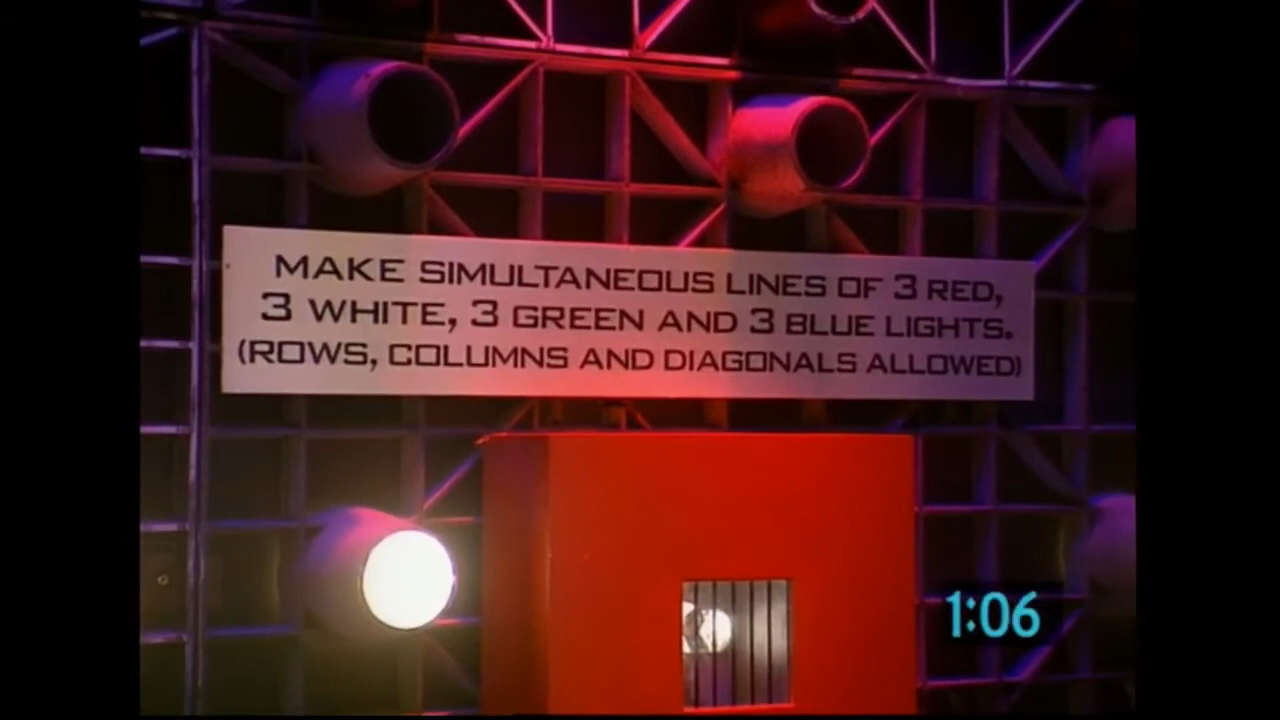 MAKE SIMULTANEOUS LINES OF 3 RED,
3 WHITE, 3 GREEN AND 3 BLUE LIGHTS.
(ROWS, COLUMNS AND DIAGONALS ALLOWED)
1:06